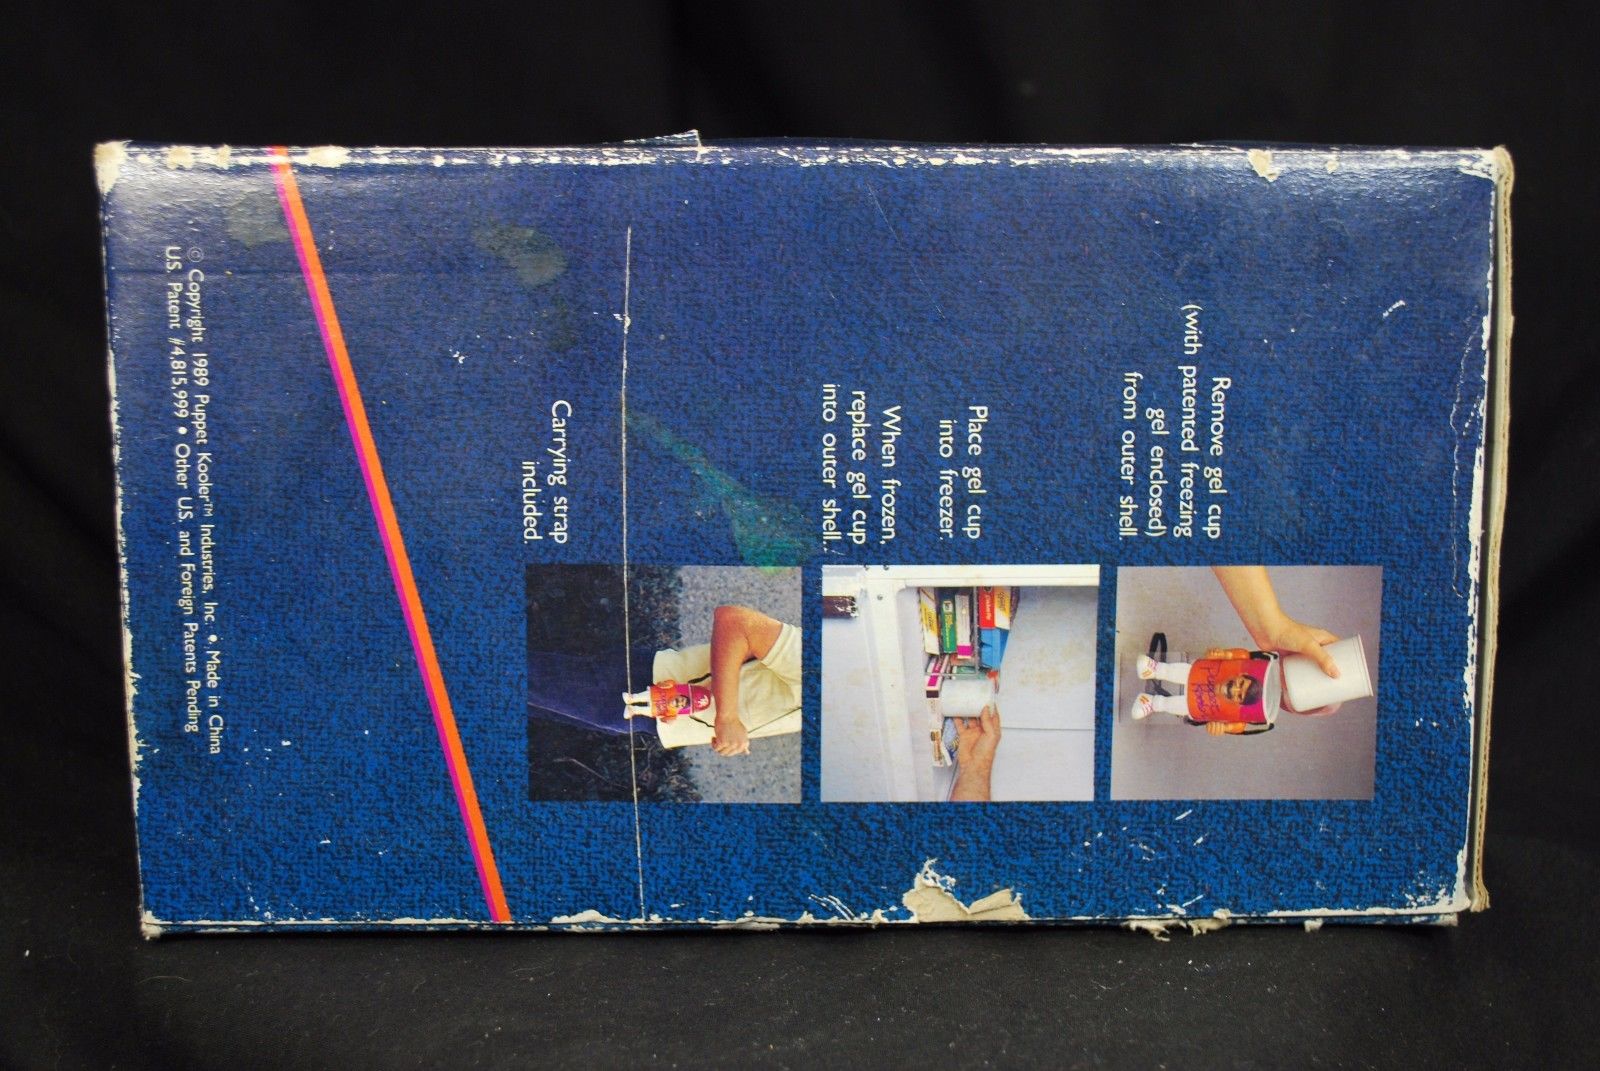 Remove gel cup
(with patented freezing
gel enclosed)
from outer shell.
Place gel cup
into freezer.
When frozen,
replace gel cup
into outer shell.
Carrying strap
included.
© Copyright 1989 Puppet Kooler™ Industries, Inc. • Made in China
U.S. Patent #4,815,999 • Other U.S. and Foreign Patents Pending
Puppet
Kooler